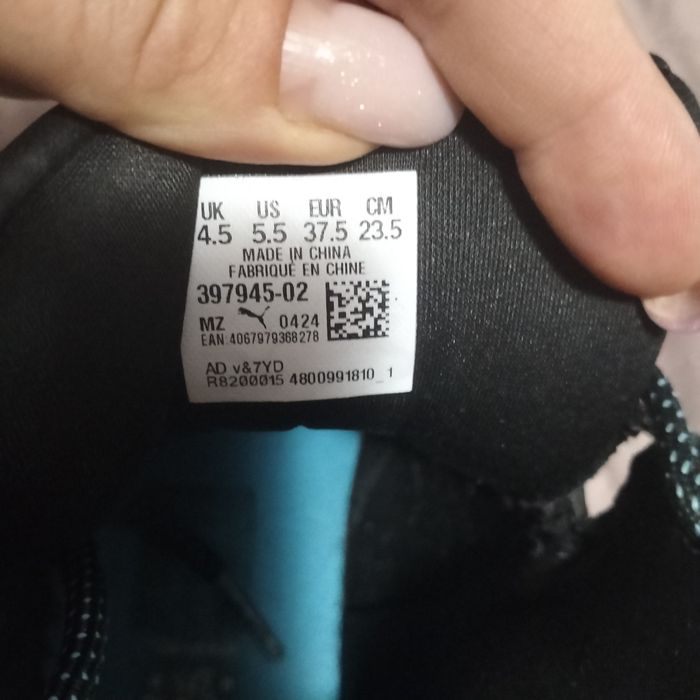 UK US EUR CM
4.5 5.5 37.5 23.5
MADE IN CHINA
FABRIQUÉ EN CHINE
397945-02
MZ 0424
EAN.4067979368278
AD v&7YD
R8200015 4800991810_1